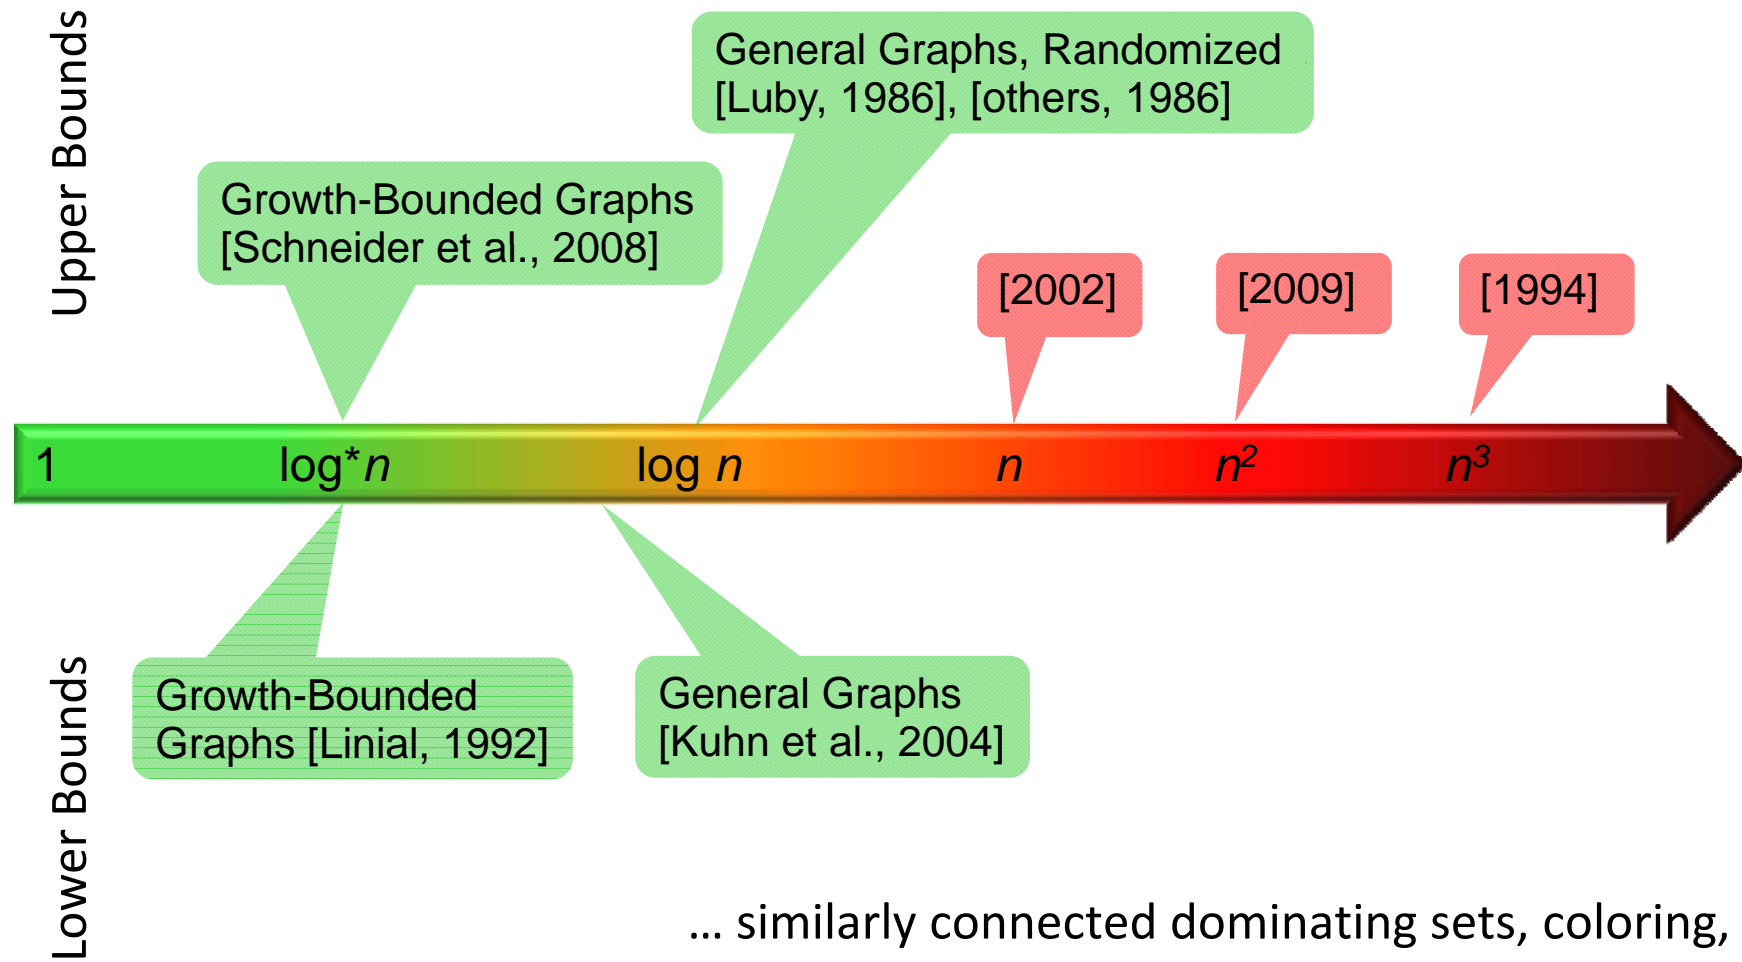 Upper Bounds
General Graphs, Randomized
[Luby, 1986], [others, 1986]
Growth-Bounded Graphs
[Schneider et al., 2008]
[2002]
[2009]
[1994]
1
log* n
log n
n
n²
n³
Growth-Bounded
Graphs [Linial, 1992]
General Graphs
[Kuhn et al., 2004]
Lower Bounds
... similarly connected dominating sets, coloring,